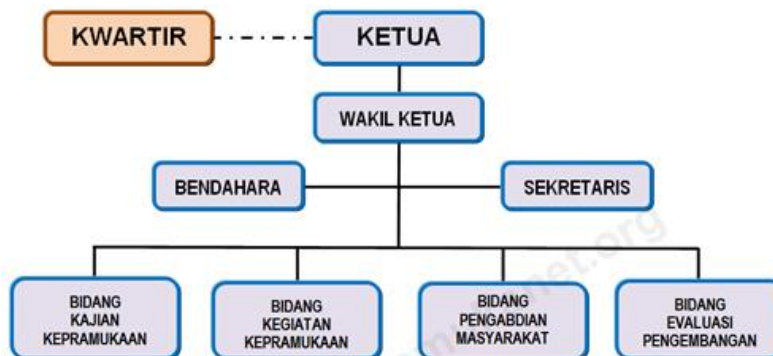 KWARTIR
KETUA
WAKIL KETUA
BENDAHARA
SEKRETARIS
BIDANG
KAJIAN
KEPRAMUKAAN
BIDANG
KEGIATAN
KEPRAMUKAAN
BIDANG
PENGABDIAN
MASYARAKAT
BIDANG
EVALUASI
PENGEMBANGAN